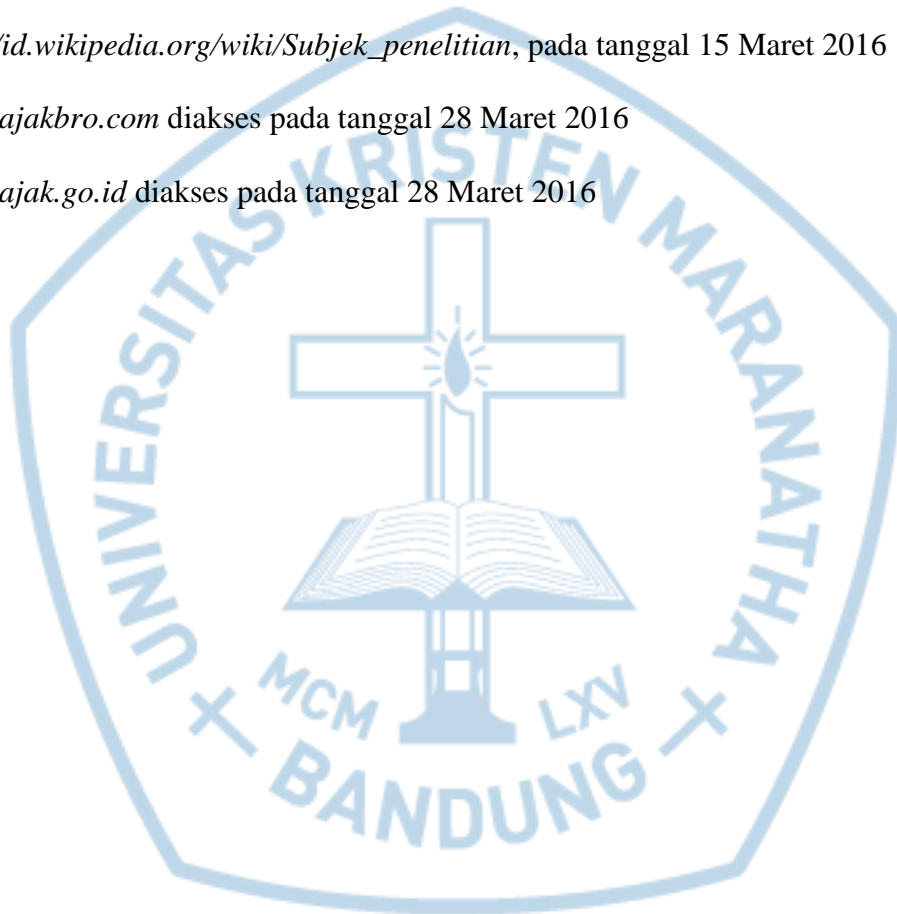 /id.wikipedia.org/wiki/Subjek_penelitian, pada tanggal 15 Maret 2016
ajakbro.com diakses pada tanggal 28 Maret 2016
ajak.go.id diakses pada tanggal 28 Maret 2016
UNIVERSITAS KRISTEN MARANATHA
MCM LXV
BANDUNG